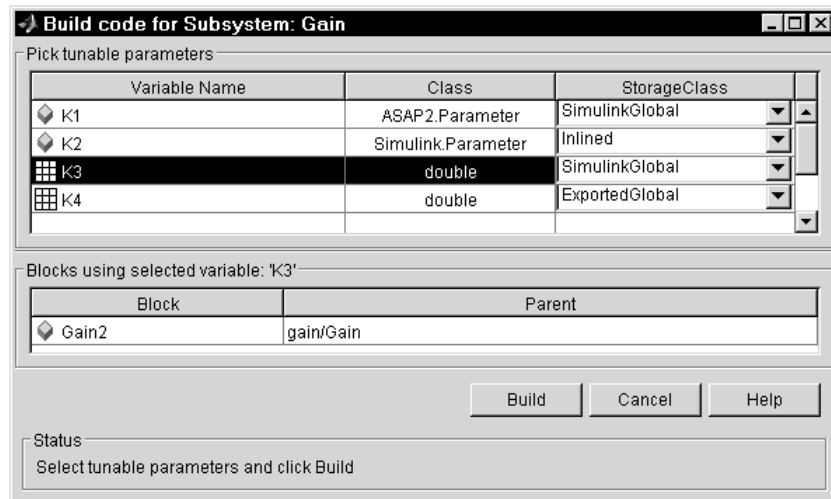 Build code for Subsystem: Gain
Pick tunable parameters
Variable Name Class StorageClass
K1 ASAP2.Parameter SimulinkGlobal
K2 Simulink.Parameter Inlined
K3 double SimulinkGlobal
K4 double ExportedGlobal
Blocks using selected variable: 'K3'
Block Parent
Gain2 gain/Gain
Build Cancel Help
Status
Select tunable parameters and click Build